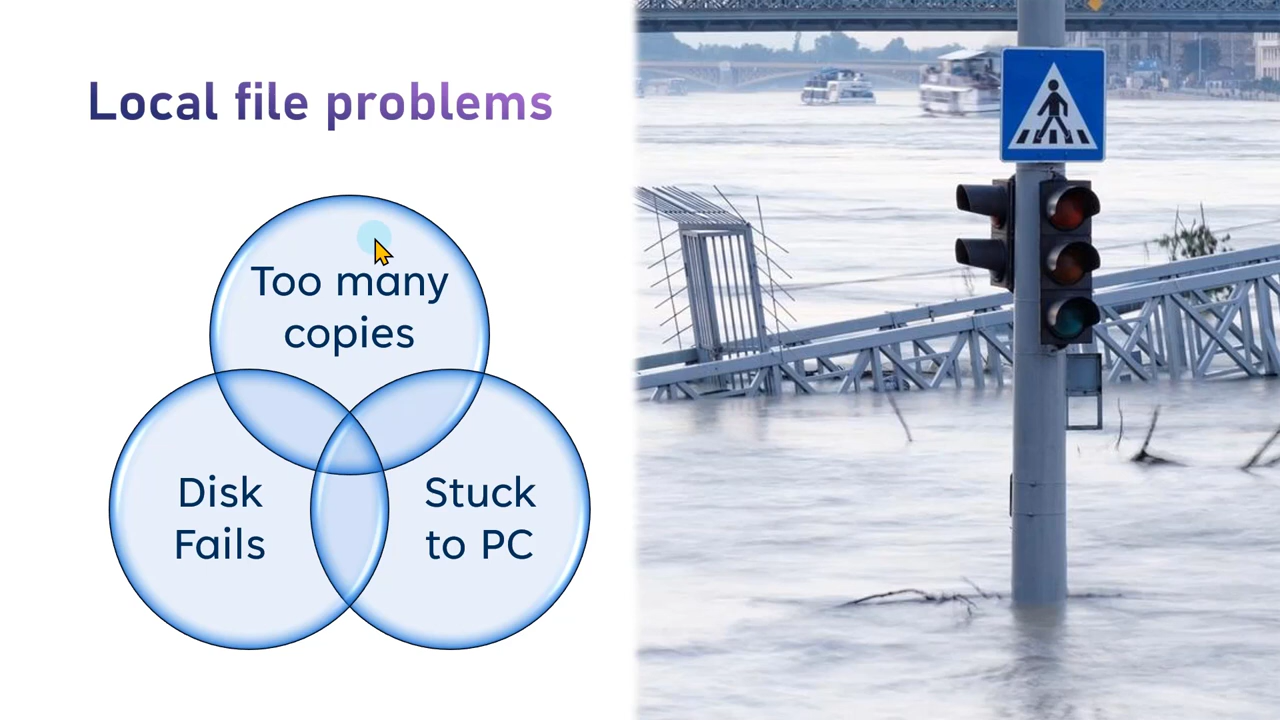 Local file problems
Too many
copies
Disk
Fails
Stuck
to PC